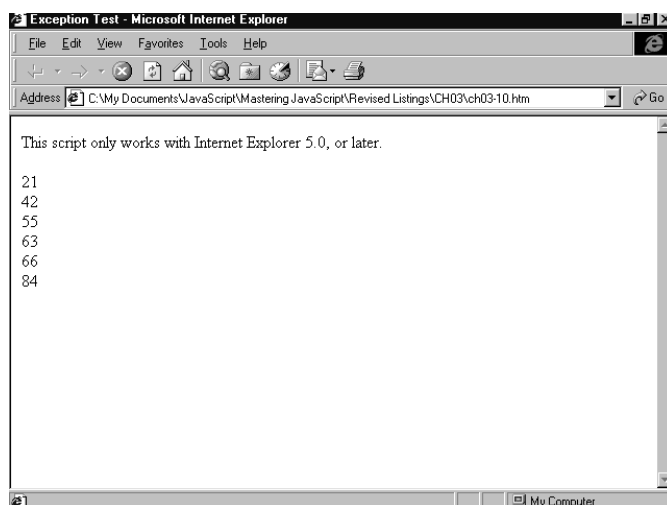 Exception Test - Microsoft Internet Explorer
File Edit View Favorites Tools Help
Address C:\My Documents\JavaScript\Mastering JavaScript\Revised Listings\CH03\ch03-10.htm Go
This script only works with Internet Explorer 5.0, or later.
21
42
55
63
66
84
My Computer